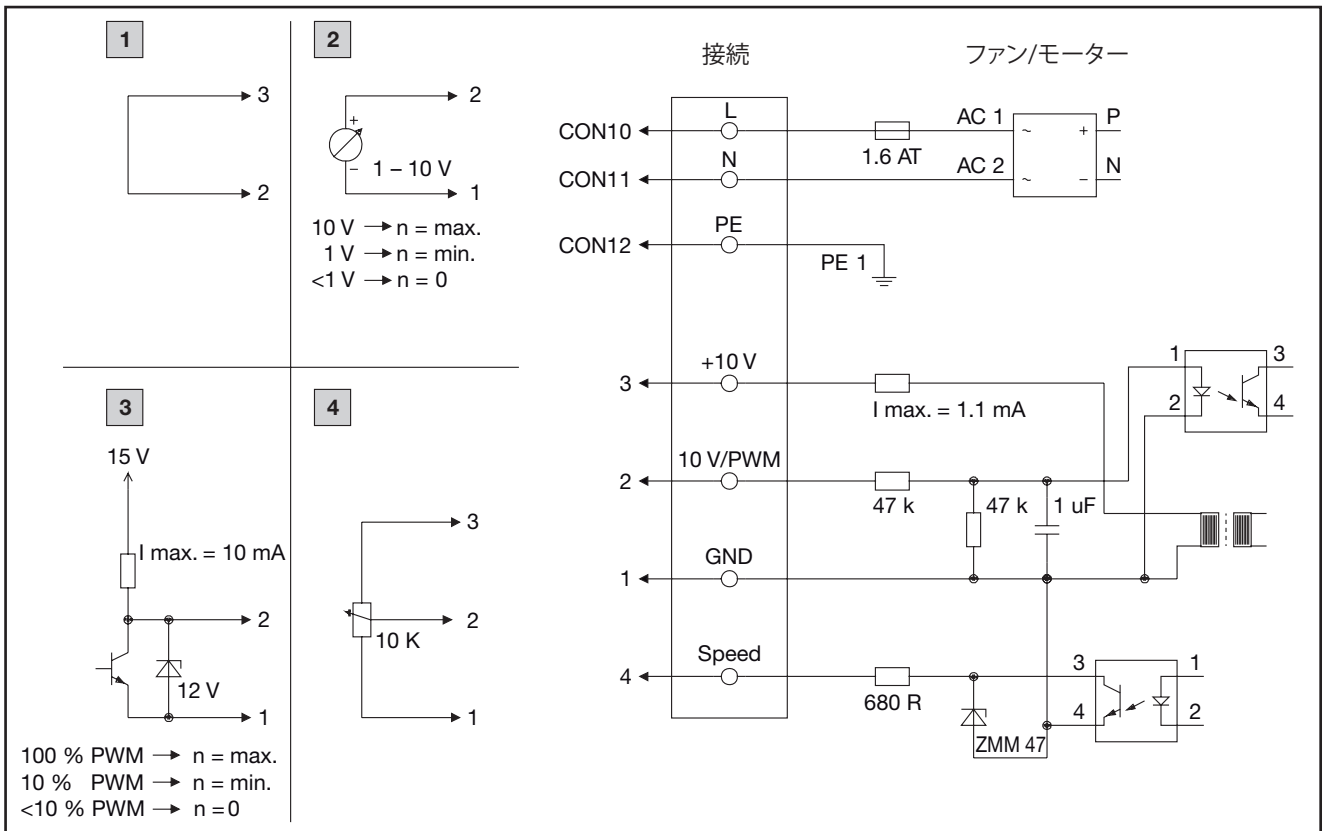 1
3
2
2
2
+
–
1 – 10 V
1
10 V → n = max.
1 V → n = min.
<1 V → n = 0
3
15 V
I max. = 10 mA
2
12 V
1
100 % PWM → n = max.
10 % PWM → n = min.
<10 % PWM → n = 0
4
3
2
10 K
1
接続
ファン/モーター
CON10
L
1.6 AT
AC 1
~
+
P
CON11
N
AC 2
~
–
N
CON12
PE
PE 1
3
+10 V
I max. = 1.1 mA
1
3
2
4
2
10 V/PWM
47 k
47 k
1 uF
1
GND
4
Speed
680 R
ZMM 47
3
1
4
2